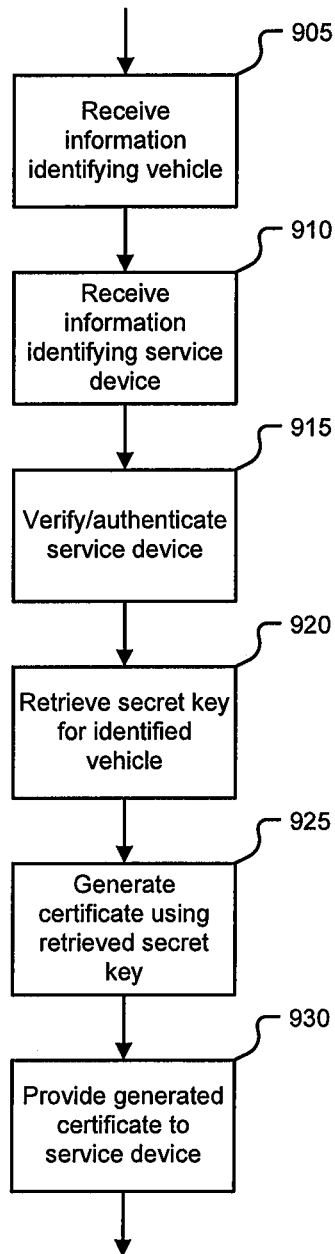 905
Receive
information
identifying vehicle
910
Receive
information
identifying service
device
915
Verify/authenticate
service device
920
Retrieve secret key
for identified
vehicle
925
Generate
certificate using
retrieved secret
key
930
Provide generated
certificate to
service device